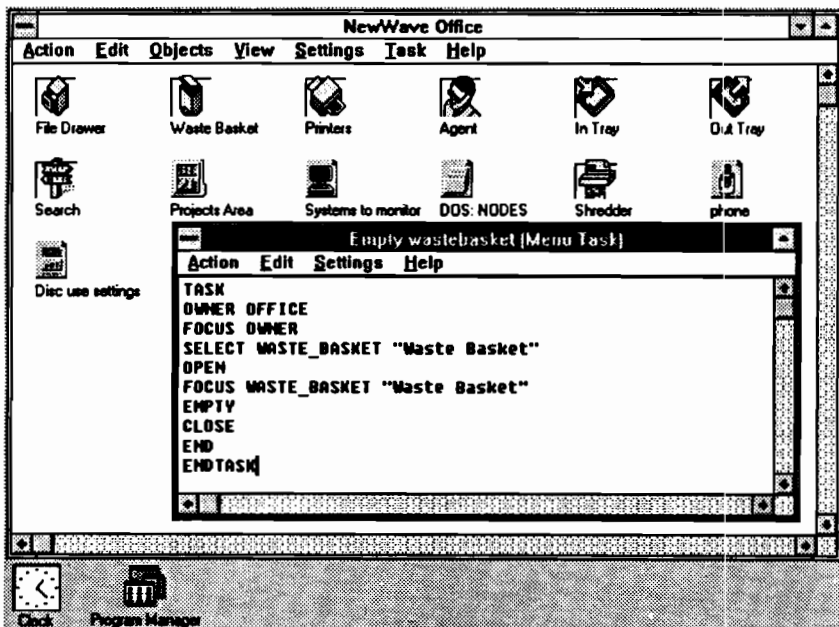 NewWave Office
Action Edit Objects View Settings Task Help
File Drawer Waste Basket Printers Agent In Tray Out Tray
Search Projects Area Systems to monitor DOS: NODES Shredder phone
Disc use settings
Empty wastebasket (Menu Task)
Action Edit Settings Help
TASK
OWNER OFFICE
FOCUS OWNER
SELECT WASTE_BASKET "Waste Basket"
OPEN
FOCUS WASTE_BASKET "Waste Basket"
EMPTY
CLOSE
END
ENDTASK
Clock Program Manager